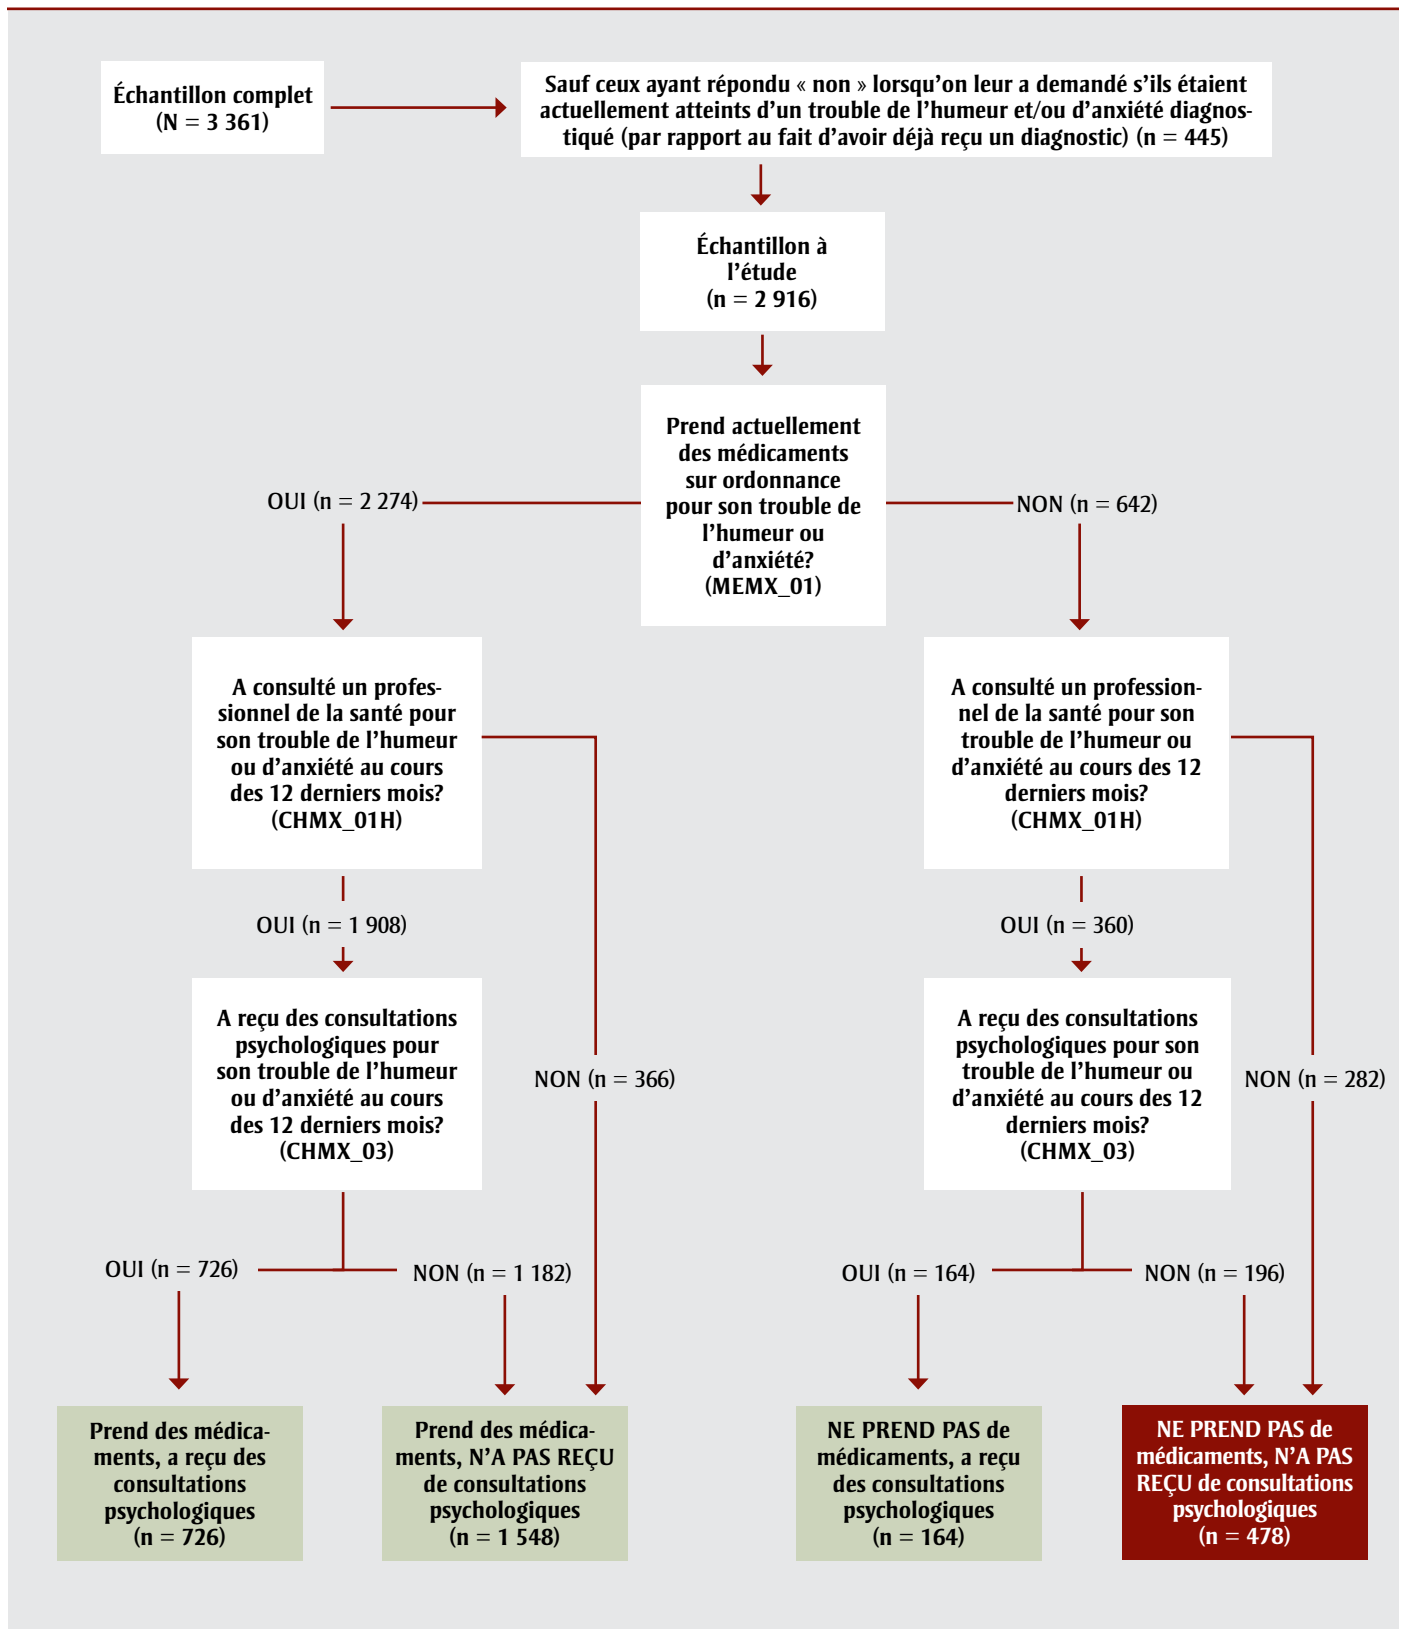 Échantillon complet
(N = 3 361)
Sauf ceux ayant répondu « non » lorsqu’on leur a demandé s’ils étaient
actuellement atteints d’un trouble de l’humeur et/ou d’anxiété diagnos-
tiqué (par rapport au fait d’avoir déjà reçu un diagnostic) (n = 445)
Échantillon à
l’étude
(n = 2 916)
Prend actuellement
des médicaments
sur ordonnance
pour son trouble de
l’humeur ou
d’anxiété?
(MEMX_01)
OUI (n = 2 274)
NON (n = 642)
A consulté un profes-
sionnel de la santé pour
son trouble de l’humeur
ou d’anxiété au cours
des 12 derniers mois?
(CHMX_01H)
A consulté un profession-
nel de la santé pour son
trouble de l’humeur ou
d’anxiété au cours des 12
derniers mois?
(CHMX_01H)
OUI (n = 1 908)
OUI (n = 360)
A reçu des consultations
psychologiques pour
son trouble de l’humeur
ou d’anxiété au cours
des 12 derniers mois?
(CHMX_03)
NON (n = 366)
A reçu des consultations
psychologiques pour son
trouble de l’humeur ou
d’anxiété au cours des 12
derniers mois?
(CHMX_03)
NON (n = 282)
OUI (n = 726)
NON (n = 1 182)
OUI (n = 164)
NON (n = 196)
Prend des médica-
ments, a reçu des
consultations
psychologiques
(n = 726)
Prend des médica-
ments, N’A PAS REÇU
de consultations
psychologiques
(n = 1 548)
NE PREND PAS de
médicaments, a reçu
des consultations
psychologiques
(n = 164)
NE PREND PAS de
médicaments, N’A PAS
REÇU de consultations
psychologiques
(n = 478)